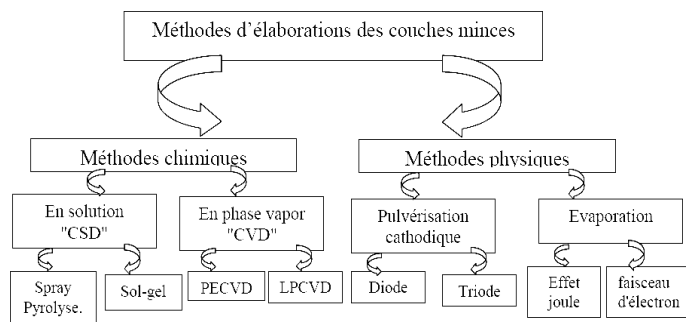 Méthodes d'élaborations des couches minces
Méthodes chimiques
Méthodes physiques
En solution
"CSD"
En phase vapor
"CVD"
Pulvérisation
cathodique
Evaporation
Spray
Pyrolyse.
Sol-gel
PECVD
LPCVD
Diode
Triode
Effet
joule
faisceau
d'électron